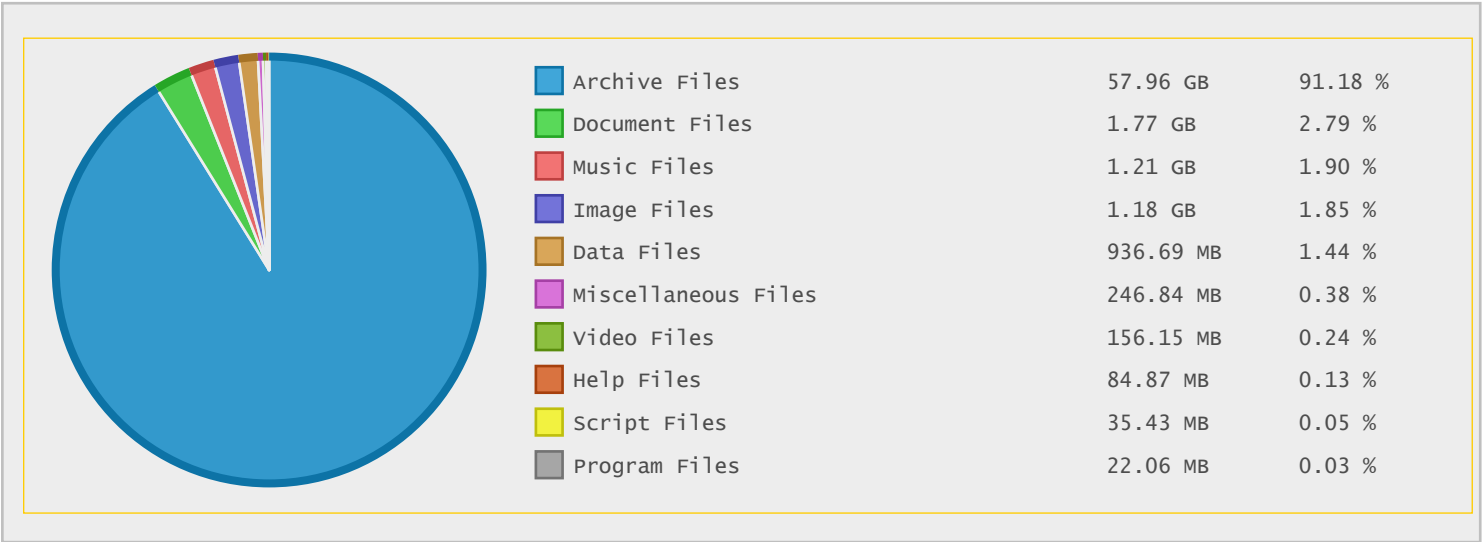 Archive Files 57.96 GB 91.18 %
Document Files 1.77 GB 2.79 %
Music Files 1.21 GB 1.90 %
Image Files 1.18 GB 1.85 %
Data Files 936.69 MB 1.44 %
Miscellaneous Files 246.84 MB 0.38 %
Video Files 156.15 MB 0.24 %
Help Files 84.87 MB 0.13 %
Script Files 35.43 MB 0.05 %
Program Files 22.06 MB 0.03 %